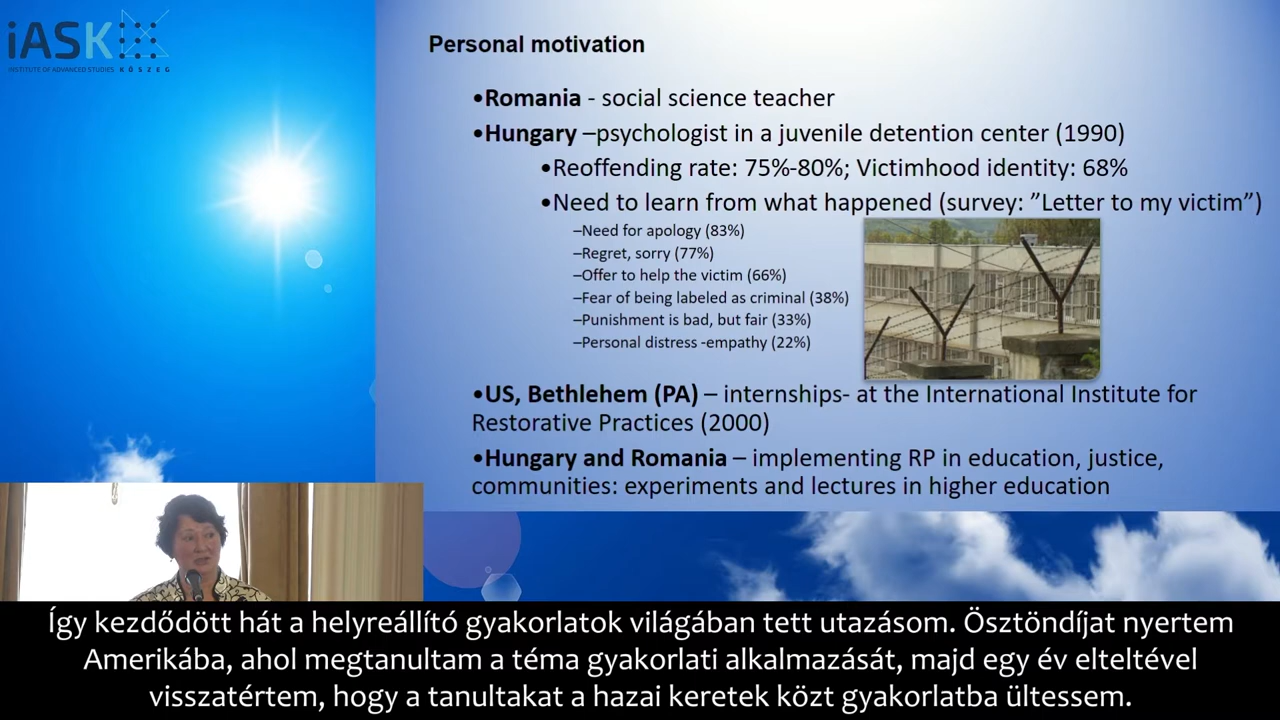 iASK
INSTITUTE OF ADVANCED STUDIES KŐSZEG
Personal motivation
•Romania - social science teacher
•Hungary –psychologist in a juvenile detention center (1990)
•Reoffending rate: 75%-80%; Victimhood identity: 68%
•Need to learn from what happened (survey: ”Letter to my victim”)
–Need for apology (83%)
–Regret, sorry (77%)
–Offer to help the victim (66%)
–Fear of being labeled as criminal (38%)
–Punishment is bad, but fair (33%)
–Personal distress -empathy (22%)
•US, Bethlehem (PA) – internships- at the International Institute for
Restorative Practices (2000)
•Hungary and Romania – implementing RP in education, justice,
communities: experiments and lectures in higher education
Így kezdődött hát a helyreállító gyakorlatok világában tett utazásom. Ösztöndíjat nyertem
Amerikába, ahol megtanultam a téma gyakorlati alkalmazását, majd egy év elteltével
visszatértem, hogy a tanultakat a hazai keretek közt gyakorlatba ültessem.